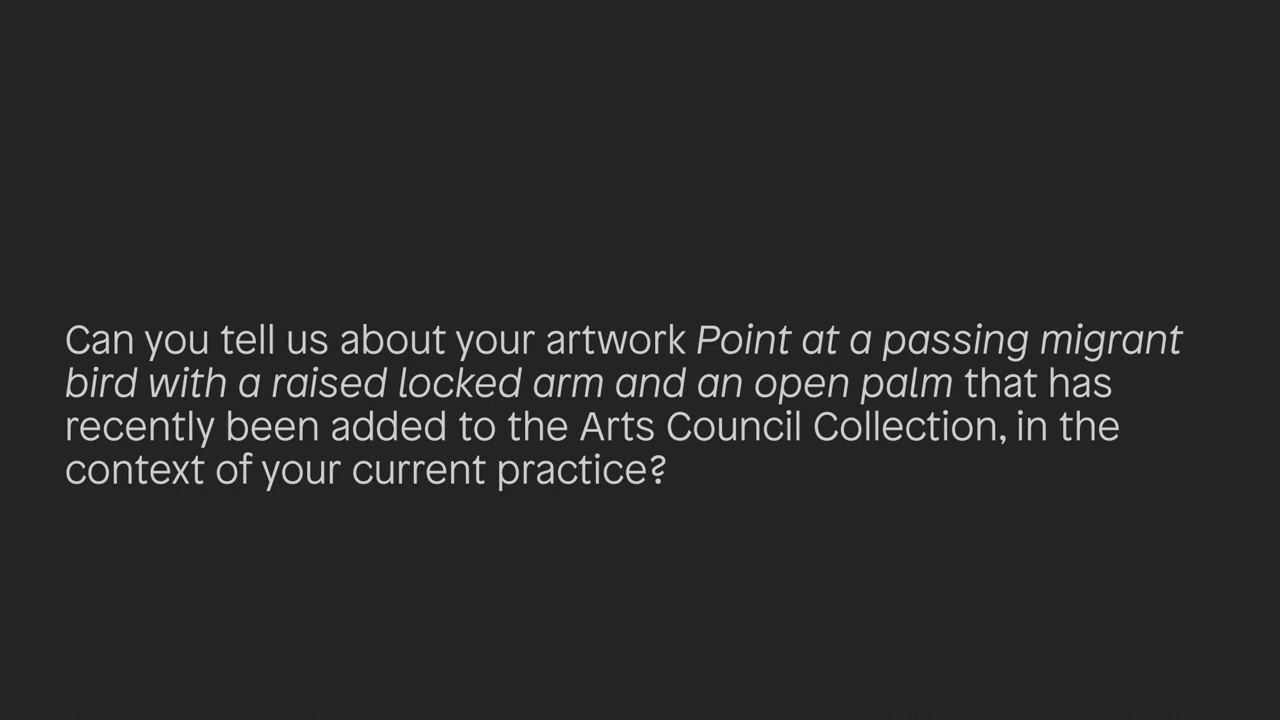 Can you tell us about your artwork Point at a passing migrant
bird with a raised locked arm and an open palm that has
recently been added to the Arts Council Collection, in the
context of your current practice?